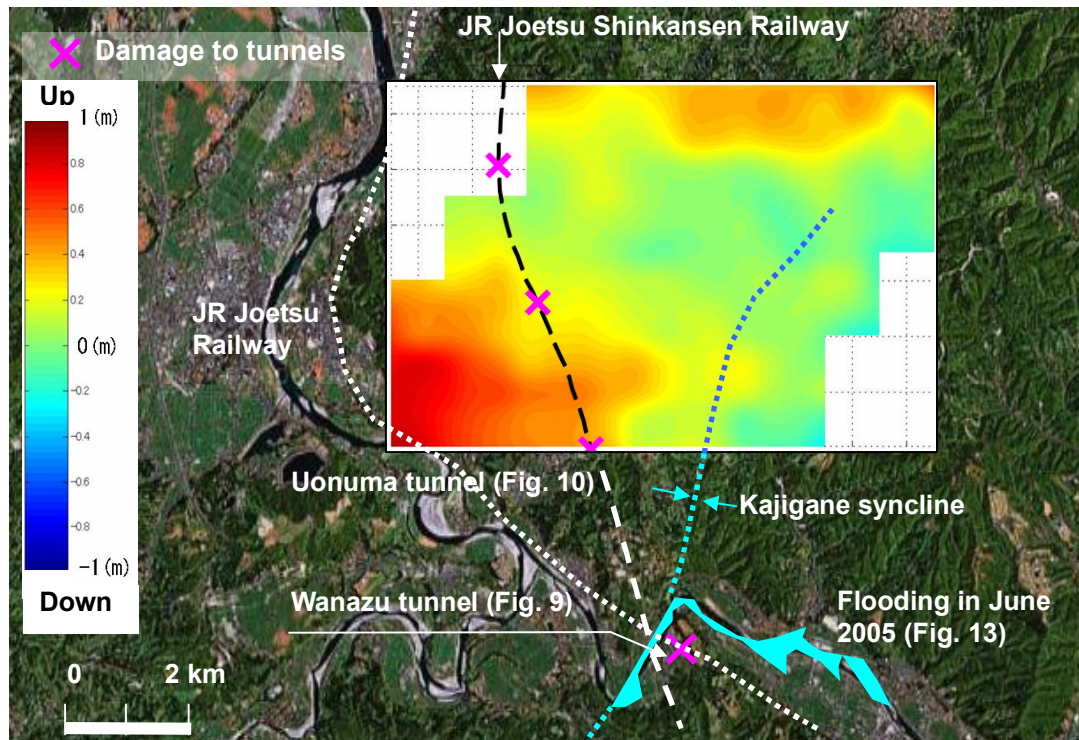 JR Joetsu Shinkansen Railway
Damage to tunnels
Up
1 (m)
0.8
0.6
0.4
0.2
0 (m)
-0.2
-0.4
-0.6
-0.8
-1 (m)
Down
JR Joetsu
Railway
Uonuma tunnel (Fig. 10)
Kajigane syncline
Wanazu tunnel (Fig. 9)
Flooding in June
2005 (Fig. 13)
0 2 km